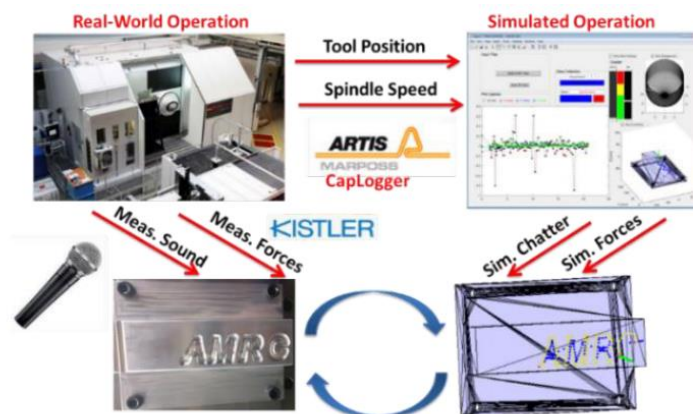 Real-World Operation
Simulated Operation
Tool Position
Spindle Speed
ARTIS
MARPOSS
CapLogger
KISTLER
Meas. Sound
Meas. Forces
Sim. Chatter
Sim. Forces
AMRC
AMRC